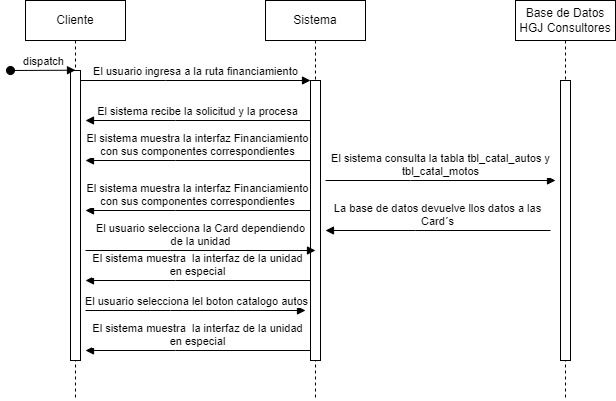 Cliente
Sistema
Base de Datos
HGJ Consultores
dispatch
El usuario ingresa a la ruta financiamiento
El sistema recibe la solicitud y la procesa
El sistema muestra la interfaz Financiamiento
con sus componentes correspondientes
El sistema consulta la tabla tbl_catal_autos y
tbl_catal_motos
El sistema muestra la interfaz Financiamiento
con sus componentes correspondientes
La base de datos devuelve llos datos a las
Card´s
El usuario selecciona la Card dependiendo
de la unidad
El sistema muestra  la interfaz de la unidad
en especial
El usuario selecciona lel boton catalogo autos
El sistema muestra  la interfaz de la unidad
en especial